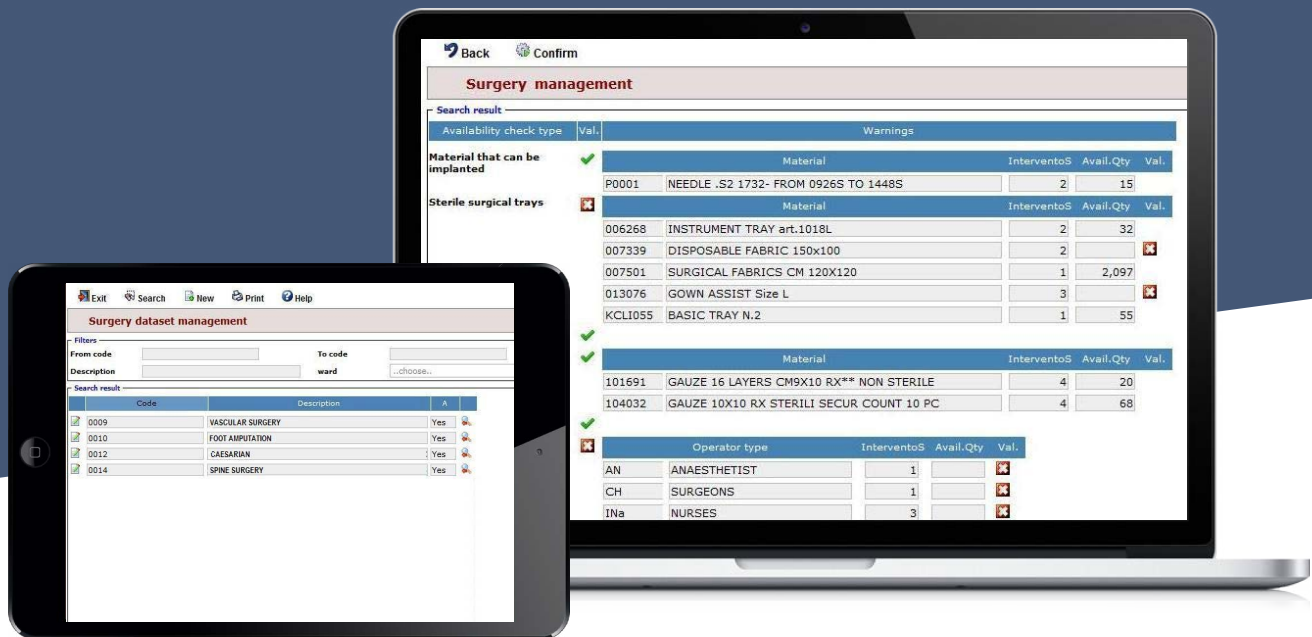 Back Confirm
Surgery management
Search result
Availability check type Val. Warnings
Material that can be
implanted
Material InterventoS Avail.Qty Val.
P0001 NEEDLE .S2 1732- FROM 0926S TO 1448S 2 15
Sterile surgical trays
Material InterventoS Avail.Qty Val.
006268 INSTRUMENT TRAY art.1018L 2 32
007339 DISPOSABLE FABRIC 150x100 2
007501 SURGICAL FABRICS CM 120X120 1 2,097
013076 GOWN ASSIST Size L 3
KCLI055 BASIC TRAY N.2 1 55
Material InterventoS Avail.Qty Val.
101691 GAUZE 16 LAYERS CM9X10 RX** NON STERILE 4 20
104032 GAUZE 10X10 RX STERILI SECUR COUNT 10 PC 4 68
Operator type InterventoS Avail.Qty Val.
AN ANAESTHETIST 1
CH SURGEONS 1
INa NURSES 3
Exit Search New Print Help
Surgery dataset management
Filters
From code To code
Description ward ..choose..
Search result
Code Description A
0009 VASCULAR SURGERY Yes
0010 FOOT AMPUTATION Yes
0012 CAESARIAN Yes
0014 SPINE SURGERY Yes